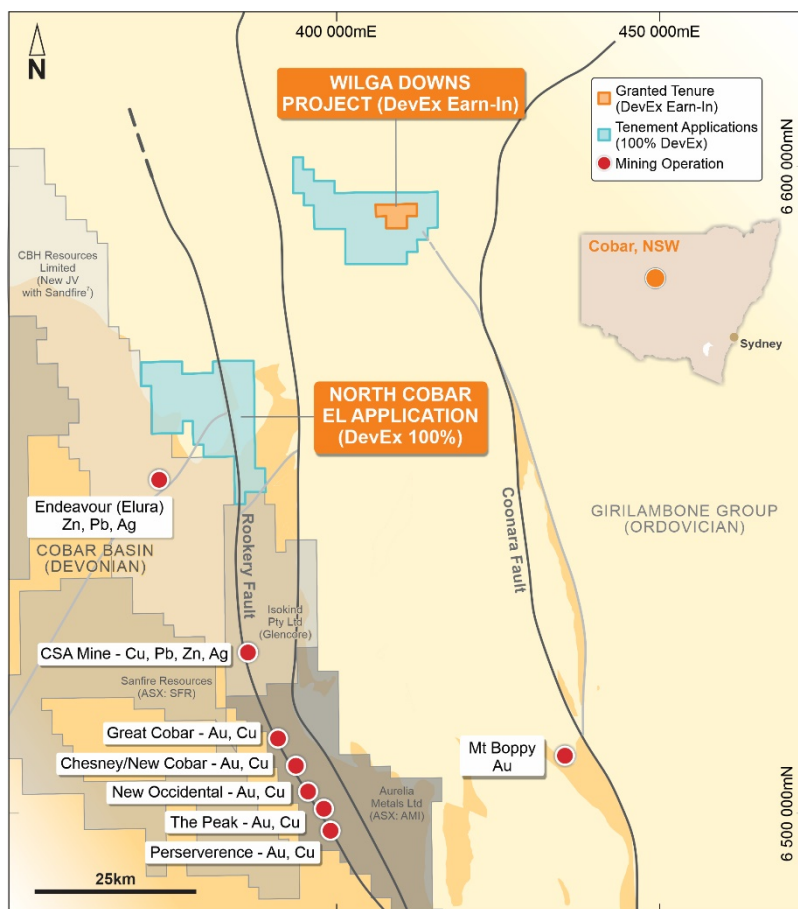 400 000mE
450 000mE
N
WILGA DOWNS
PROJECT (DevEx Earn-In)
Granted Tenure
(DevEx Earn-In)
Tenement Applications
(100% DevEx)
Mining Operation
6 600 000mN
CBH Resources
Limited
(New JV
with Sandfire⁷)
Cobar, NSW
Sydney
NORTH COBAR
EL APPLICATION
(DevEx 100%)
Endeavour (Elura)
Zn, Pb, Ag
COBAR BASIN
(DEVONIAN)
Rookery Fault
Coonara Fault
GIRILAMBONE GROUP
(ORDOVICIAN)
Isokind
Pty Ltd
(Glencore)
CSA Mine - Cu, Pb, Zn, Ag
Sanfire Resources
(ASX: SFR)
Great Cobar - Au, Cu
Chesney/New Cobar - Au, Cu
New Occidental - Au, Cu
The Peak - Au, Cu
Perserverence - Au, Cu
Mt Boppy
Au
Aurelia
Metals Ltd
(ASX: AMI)
6 500 000mN
25km